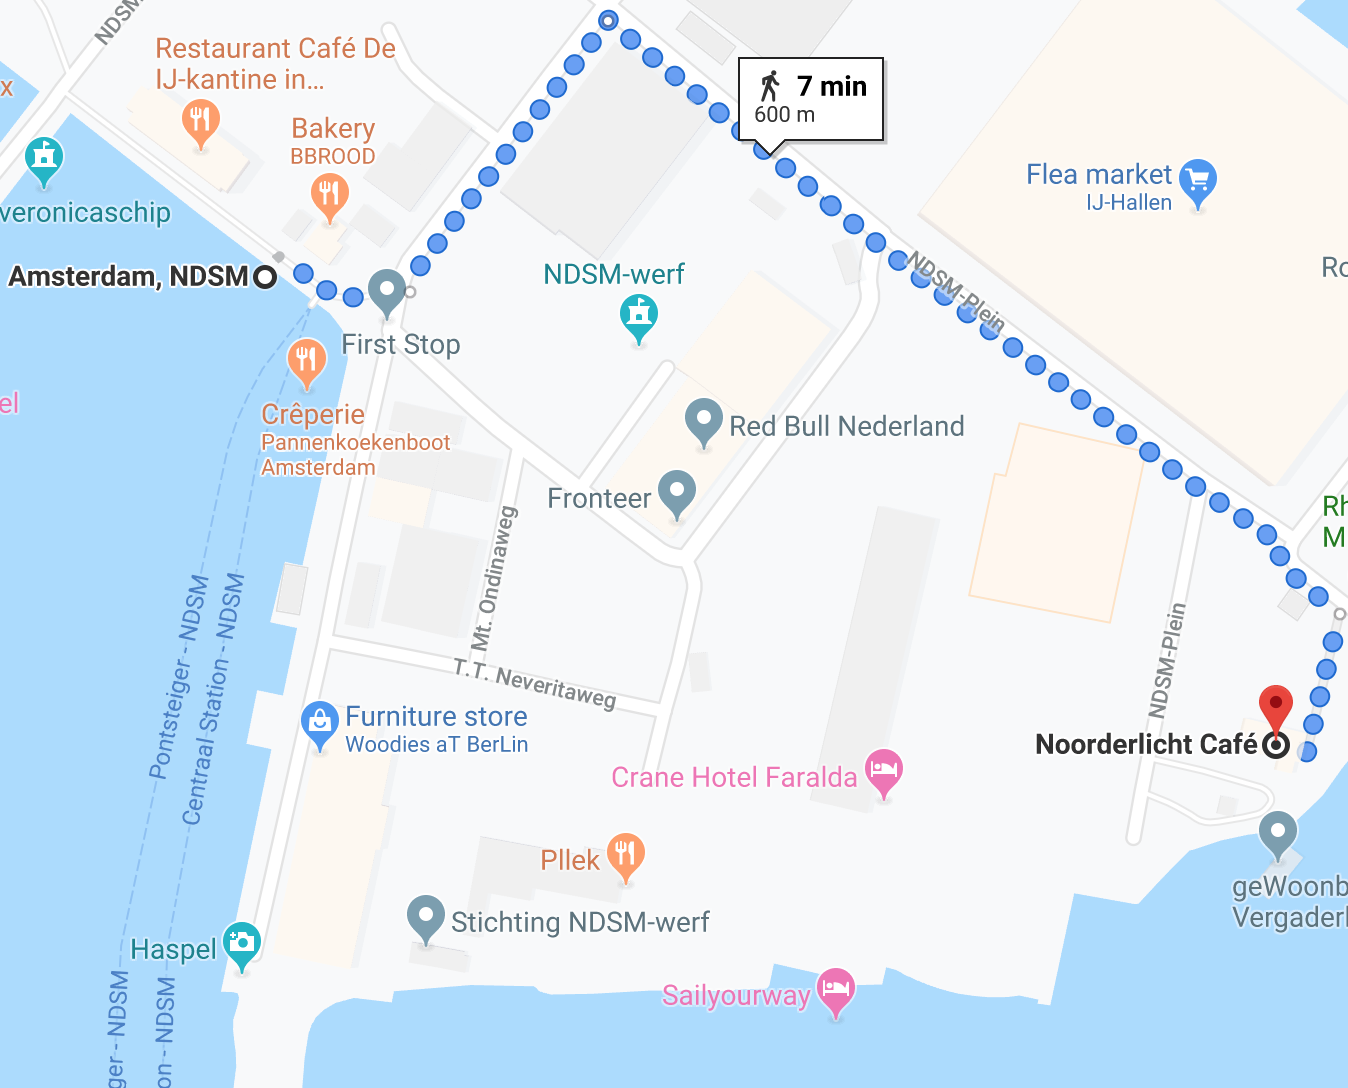 NDSM
Restaurant Café De
IJ-kantine in...
x
Bakery
BBROOD
veronicaschip
7 min
600 m
Flea market
IJ-Hallen
Amsterdam, NDSM
NDSM-werf
NDSM-Plein
Ro
First Stop
el
Crêperie
Pannenkoekenboot
Amsterdam
Red Bull Nederland
Fronteer
Rh
M
Mt. Ondinaweg
Pontsteiger - NDSM
Centraal Station - NDSM
T.T. Neveritaweg
NDSM-Plein
Furniture store
Woodies aT BerLin
Noorderlicht Café
Crane Hotel Faralda
Pllek
geWoonb
Vergaderl
Stichting NDSM-werf
Haspel
Sailyourway
ger - NDSM
on - NDSM